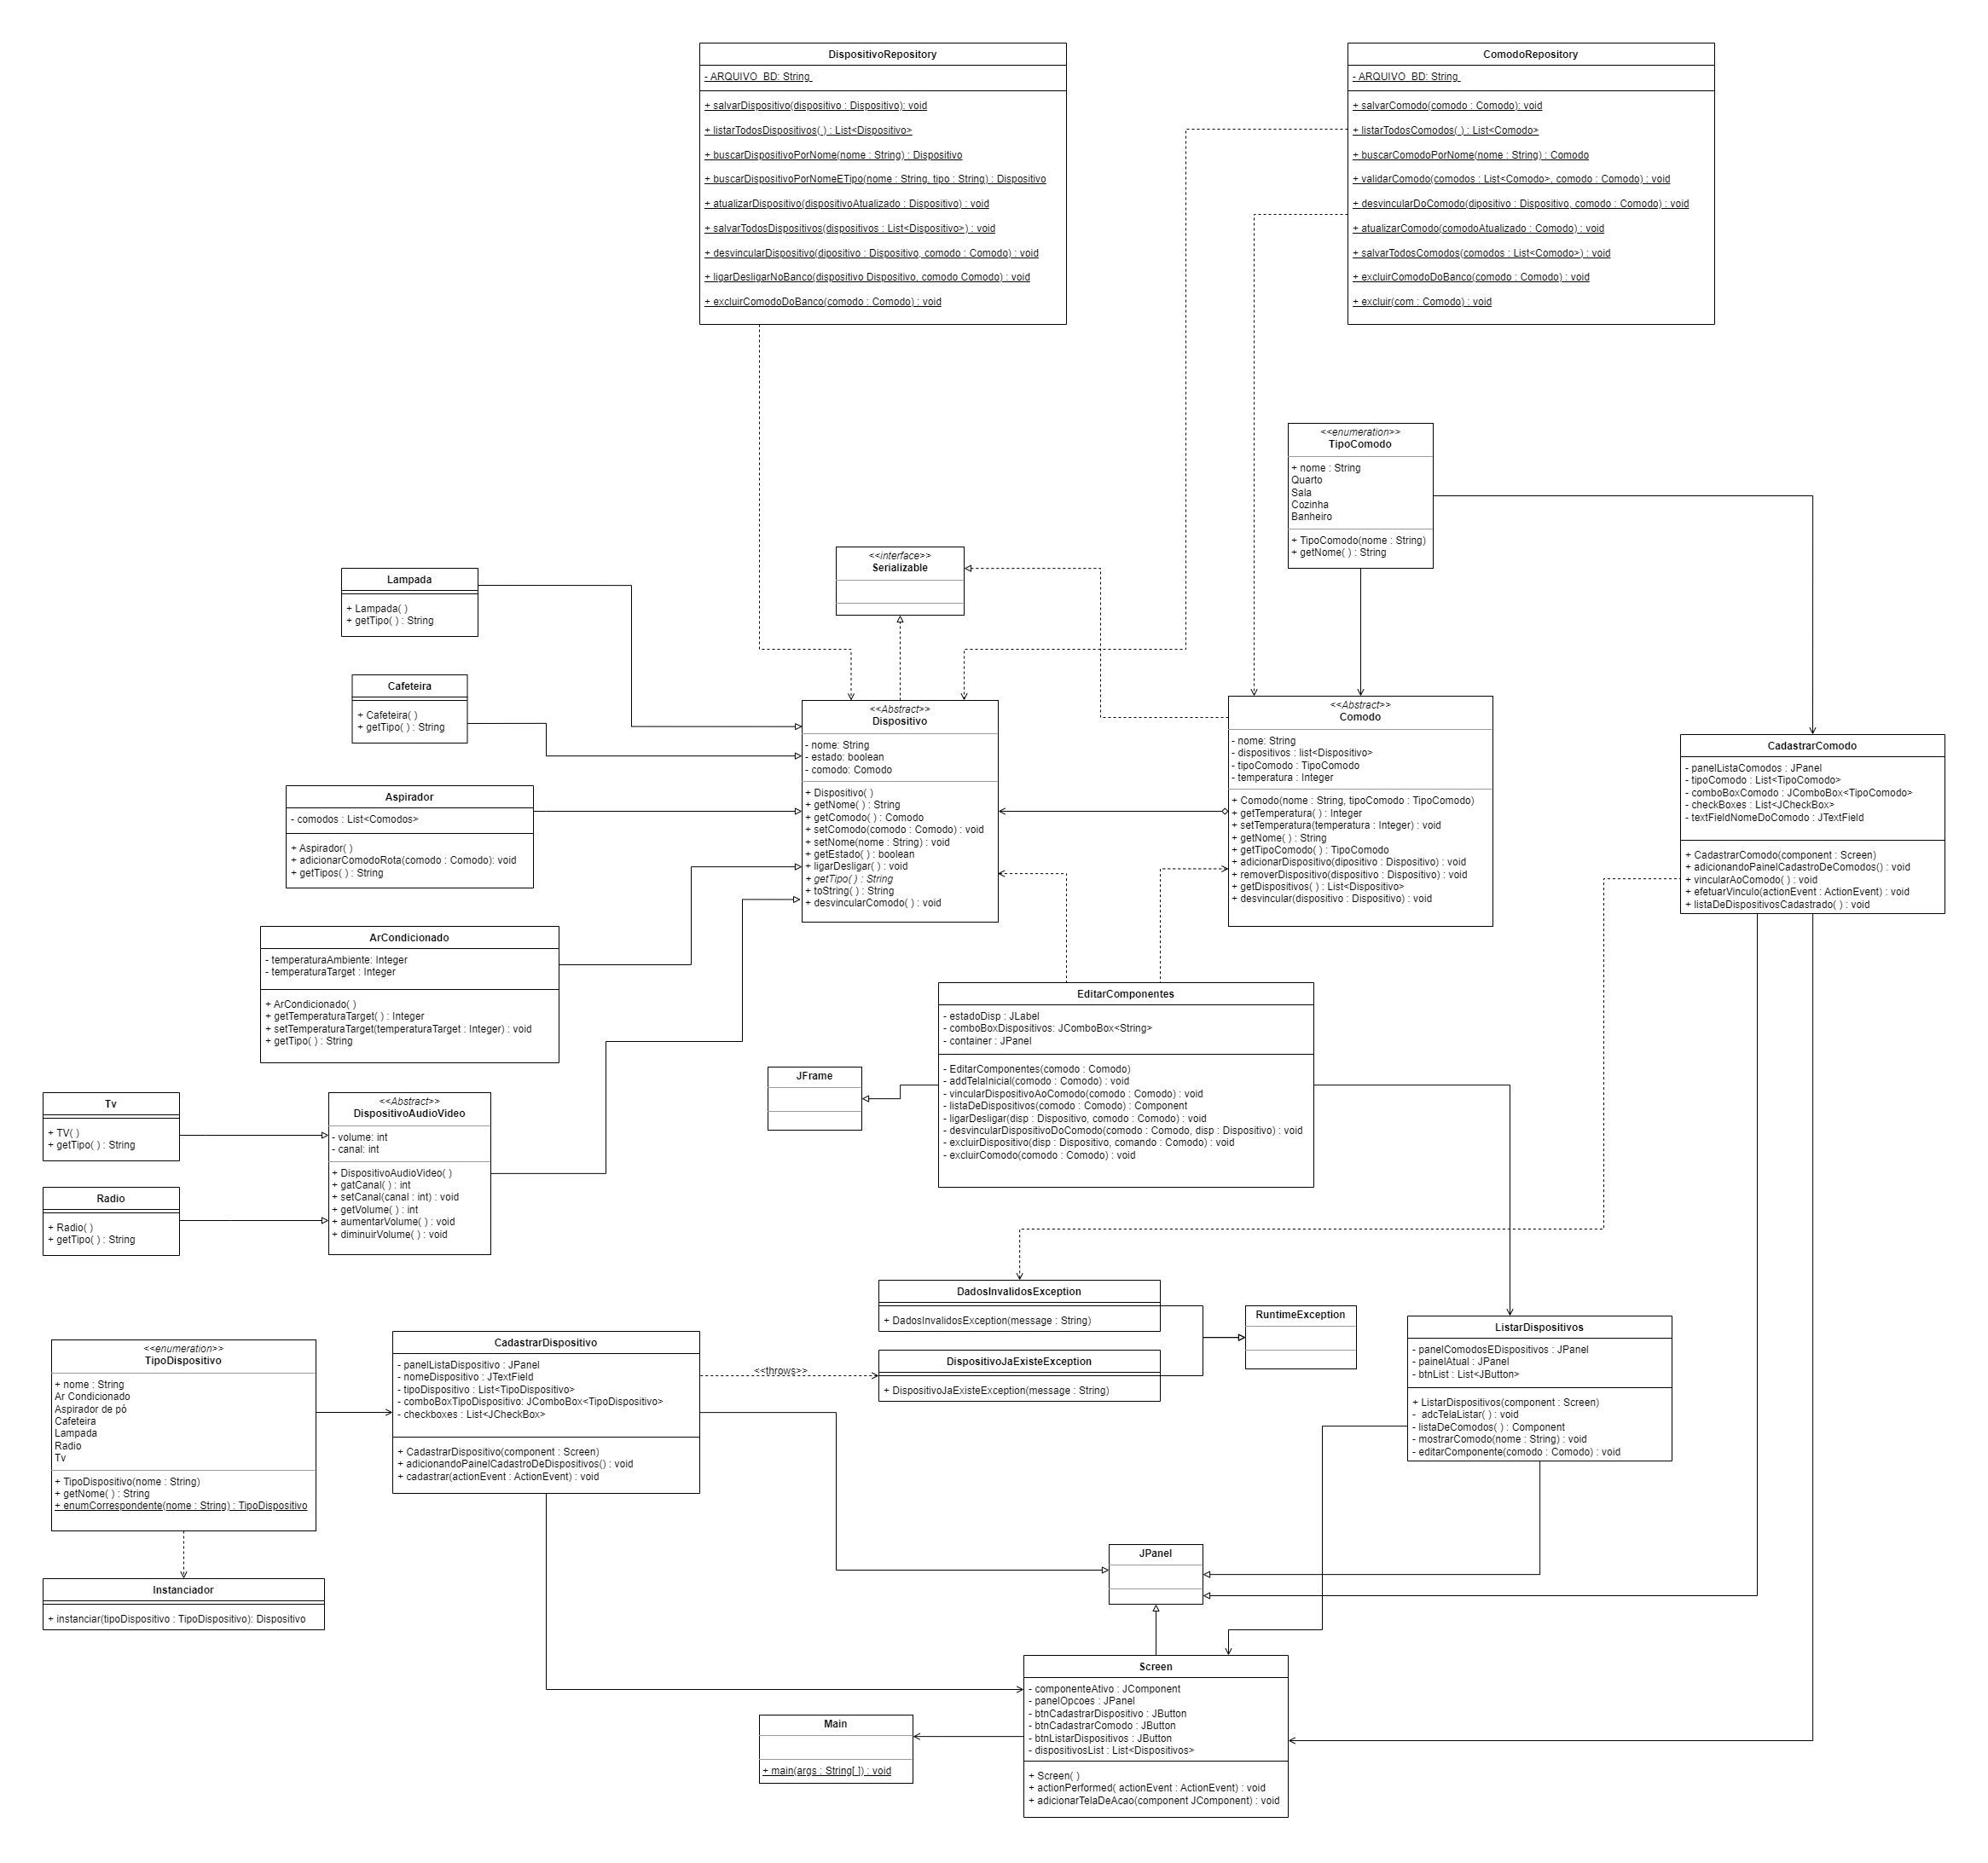 DispositivoRepository
- ARQUIVO_BD: String
+ salvarDispositivo(dispositivo : Dispositivo): void
+ listarTodosDispositivos( ) : List<Dispositivo>
+ buscarDispositivoPorNome(nome : String) : Dispositivo
+ buscarDispositivoPorNomeETipo(nome : String, tipo : String) : Dispositivo
+ atualizarDispositivo(dispositivoAtualizado : Dispositivo) : void
+ salvarTodosDispositivos(dispositivos : List<Dispositivo>) : void
+ desvincularDispositivo(dipositivo : Dispositivo, comodo : Comodo) : void
+ ligarDesligarNoBanco(dispositivo Dispositivo, comodo Comodo) : void
+ excluirComodoDoBanco(comodo : Comodo) : void
ComodoRepository
- ARQUIVO_BD: String
+ salvarComodo(comodo : Comodo): void
+ listarTodosComodos( ) : List<Comodo>
+ buscarComodoPorNome(nome : String) : Comodo
+ validarComodo(comodos : List<Comodo>, comodo : Comodo) : void
+ desvincularDoComodo(dipositivo : Dispositivo, comodo : Comodo) : void
+ atualizarComodo(comodoAtualizado : Comodo) : void
+ salvarTodosComodos(comodos : List<Comodo>) : void
+ excluirComodoDoBanco(comodo : Comodo) : void
+ excluir(com : Comodo) : void
<<enumeration>>
TipoComodo
+ nome : String
Quarto
Sala
Cozinha
Banheiro
+ TipoComodo(nome : String)
+ getNome( ) : String
<<interface>>
Serializable
Lampada
+ Lampada( )
+ getTipo( ) : String
Cafeteira
+ Cafeteira( )
+ getTipo( ) : String
<<Abstract>>
Dispositivo
- nome: String
- estado: boolean
- comodo: Comodo
+ Dispositivo( )
+ getNome( ) : String
+ getComodo( ) : Comodo
+ setComodo(comodo : Comodo) : void
+ setNome(nome : String) : void
+ getEstado( ) : boolean
+ ligarDesligar( ) : void
+ getTipo( ) : String
+ toString( ) : String
+ desvincularComodo( ) : void
<<Abstract>>
Comodo
- nome: String
- dispositivos : list<Dispositivo>
- tipoComodo : TipoComodo
- temperatura : Integer
+ Comodo(nome : String, tipoComodo : TipoComodo)
+ getTemperatura( ) : Integer
+ setTemperatura(temperatura : Integer) : void
+ getNome( ) : String
+ getTipoComodo( ) : TipoComodo
+ adicionarDispositivo(dipositivo : Dispositivo) : void
+ removerDispositivo(dispositivo : Dispositivo) : void
+ getDispositivos( ) : List<Dispositivo>
+ desvincular(dispositivo : Dispositivo) : void
CadastrarComodo
- panelListaComodos : JPanel
- tipoComodo : List<TipoComodo>
- comboBoxComodo : JComboBox<TipoComodo>
- checkBoxes : List<JCheckBox>
- textFieldNomeDoComodo : JTextField
+ CadastrarComodo(component : Screen)
+ adicionandoPainelCadastroDeComodos() : void
+ vincularAoComodo( ) : void
+ efetuarVinculo(actionEvent : ActionEvent) : void
+ listaDeDispositivosCadastrado( ) : void
Aspirador
- comodos : List<Comodos>
+ Aspirador( )
+ adicionarComodoRota(comodo : Comodo): void
+ getTipos( ) : String
ArCondicionado
- temperaturaAmbiente: Integer
- temperaturaTarget : Integer
+ ArCondicionado( )
+ getTemperaturaTarget( ) : Integer
+ setTemperaturaTarget(temperaturaTarget : Integer) : void
+ getTipo( ) : String
EditarComponentes
- estadoDisp : JLabel
- comboBoxDispositivos: JComboBox<String>
- container : JPanel
- EditarComponentes(comodo : Comodo)
- addTelaInicial(comodo : Comodo) : void
- vincularDispositivoAoComodo(comodo : Comodo) : void
- listaDeDispositivos(comodo : Comodo) : Component
- ligarDesligar(disp : Dispositivo, comodo : Comodo) : void
- desvincularDispositivoDoComodo(comodo : Comodo, disp : Dispositivo) : void
- excluirDispositivo(disp : Dispositivo, comando : Comodo) : void
- excluirComodo(comodo : Comodo) : void
JFrame
Tv
+ TV( )
+ getTipo( ) : String
Radio
+ Radio( )
+ getTipo( ) : String
<<Abstract>>
DispositivoAudioVideo
- volume: int
- canal: int
+ DispositivoAudioVideo( )
+ gatCanal( ) : int
+ setCanal(canal : int) : void
+ getVolume( ) : int
+ aumentarVolume( ) : void
+ diminuirVolume( ) : void
DadosInvalidosException
+ DadosInvalidosException(message : String)
RuntimeException
DispositivoJaExisteException
+ DispositivoJaExisteException(message : String)
<<throws>>
<<enumeration>>
TipoDispositivo
+ nome : String
Ar Condicionado
Aspirador de pó
Cafeteira
Lampada
Radio
Tv
+ TipoDispositivo(nome : String)
+ getNome( ) : String
+ enumCorrespondente(nome : String) : TipoDispositivo
CadastrarDispositivo
- panelListaDispositivo : JPanel
- nomeDispositivo : JTextField
- tipoDispositivo : List<TipoDispositivo>
- comboBoxTipoDispositivo: JComboBox<TipoDispositivo>
- checkboxes : List<JCheckBox>
+ CadastrarDispositivo(component : Screen)
+ adicionandoPainelCadastroDeDispositivos() : void
+ cadastrar(actionEvent : ActionEvent) : void
ListarDispositivos
- panelComodosEDispositivos : JPanel
- painelAtual : JPanel
- btnList : List<JButton>
+ ListarDispositivos(component : Screen)
- adcTelaListar( ) : void
- listaDeComodos( ) : Component
- mostrarComodo(nome : String) : void
- editarComponente(comodo : Comodo) : void
Instanciador
+ instanciar(tipoDispositivo : TipoDispositivo): Dispositivo
JPanel
Screen
- componenteAtivo : JComponent
- panelOpcoes : JPanel
- btnCadastrarDispositivo : JButton
- btnCadastrarComodo : JButton
- btnListarDispositivos : JButton
- dispositivosList : List<Dispositivos>
+ Screen( )
+ actionPerformed( actionEvent : ActionEvent) : void
+ adicionarTelaDeAcao(component JComponent) : void
Main
+ main(args : String[ ]) : void